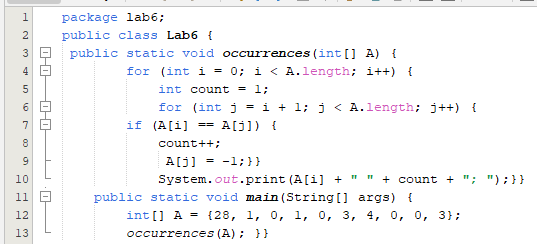 1 package lab6;
2 public class Lab6 {
3 public static void occurrences(int[] A) {
4 for (int i = 0; i < A.length; i++) {
5 int count = 1;
6 for (int j = i + 1; j < A.length; j++) {
7 if (A[i] == A[j]) {
8 count++;
9 A[j] = -1;}}
10 System.out.print(A[i] + " " + count + "; ");}}
11 public static void main(String[] args) {
12 int[] A = {28, 1, 0, 1, 0, 3, 4, 0, 0, 3};
13 occurrences(A); }}